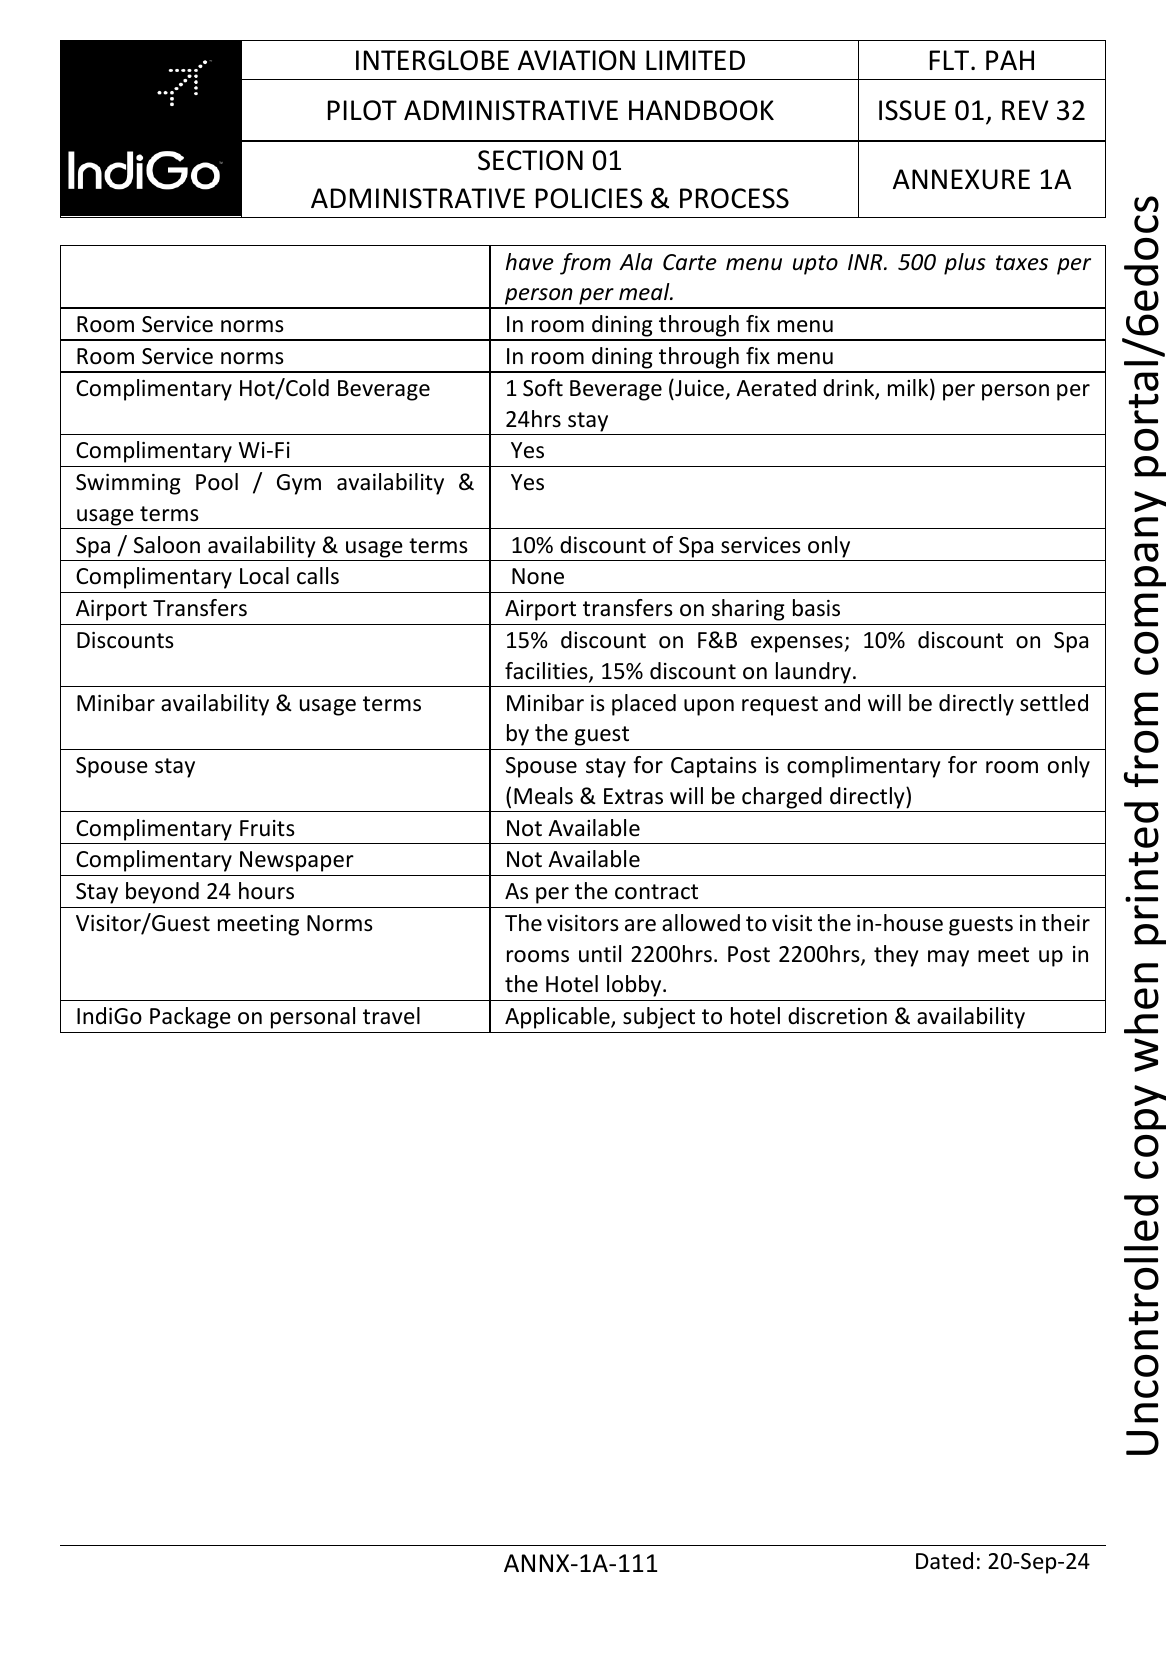 INTERGLOBE AVIATION LIMITED
FLT. PAH
PILOT ADMINISTRATIVE HANDBOOK
ISSUE 01, REV 32
IndiGo
SECTION 01
ADMINISTRATIVE POLICIES & PROCESS
ANNEXURE 1A
have from Ala Carte menu upto INR. 500 plus taxes per
person per meal.
Room Service norms
In room dining through fix menu
Room Service norms
In room dining through fix menu
Complimentary Hot/Cold Beverage
1 Soft Beverage (Juice, Aerated drink, milk) per person per
24hrs stay
Complimentary Wi-Fi
Yes
Swimming Pool / Gym availability &
usage terms
Yes
Spa / Saloon availability & usage terms
10% discount of Spa services only
Complimentary Local calls
None
Airport Transfers
Airport transfers on sharing basis
Discounts
15% discount on F&B expenses; 10% discount on Spa
facilities, 15% discount on laundry.
Minibar availability & usage terms
Minibar is placed upon request and will be directly settled
by the guest
Spouse stay
Spouse stay for Captains is complimentary for room only
(Meals & Extras will be charged directly)
Complimentary Fruits
Not Available
Complimentary Newspaper
Not Available
Stay beyond 24 hours
As per the contract
Visitor/Guest meeting Norms
The visitors are allowed to visit the in-house guests in their
rooms until 2200hrs. Post 2200hrs, they may meet up in
the Hotel lobby.
IndiGo Package on personal travel
Applicable, subject to hotel discretion & availability
Uncontrolled copy when printed from company portal/6edocs
ANNX-1A-111
Dated: 20-Sep-24